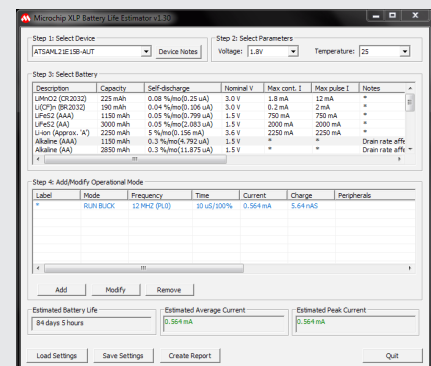 Microchip XLP Battery Life Estimator v1.30
Step 1: Select Device
ATSAML21E15B-AUT
Device Notes
Step 2: Select Parameters
Voltage: 1.8V
Temperature: 25
Step 3: Select Battery
Description Capacity Self-discharge Nominal V Max cont. I Max pulse I Notes
LiMnO2 (CR2032) 225 mAh 0.08 %/mo(0.25 uA) 3.0 V 1.8 mA 12 mA *
Li(CF)n (BR2032) 190 mAh 0.04 %/mo(0.106 uA) 3.0 V 0.2 mA 2 mA *
LiFeS2 (AAA) 1150 mAh 0.05 %/mo(0.799 uA) 1.5 V 750 mA 750 mA *
LiFeS2 (AA) 3000 mAh 0.05 %/mo(2.083 uA) 1.5 V 2000 mA 2000 mA *
Li-ion (Approx. 'A') 2250 mAh 5 %/mo(0.156 mA) 3.6 V 2250 mA 2250 mA *
Alkaline (AAA) 1150 mAh 0.3 %/mo(4.792 uA) 1.5 V * * Drain rate affe
Alkaline (AA) 2850 mAh 0.3 %/mo(11.875 uA) 1.5 V * * Drain rate affe
Step 4: Add/Modify Operational Mode
Label Mode Frequency Time Current Charge Peripherals
* RUN BUCK 12 MHZ (PL0) 10 uS/100% 0.564 mA 5.64 nAS
Add Modify Remove
Estimated Battery Life
84 days 5 hours
Estimated Average Current
0.564 mA
Estimated Peak Current
0.564 mA
Load Settings Save Settings Create Report Quit